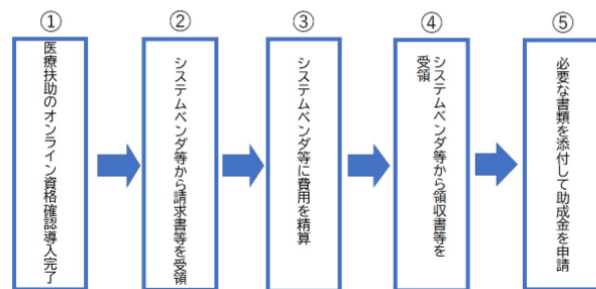 ①
医療扶助のオンライン資格確認導入完了
②
システムベンダ等から請求書等を受領
③
システムベンダ等に費用を精算
④
システムベンダ等から領収書等を
受領
⑤
必要な書類を添付して助成金を申請